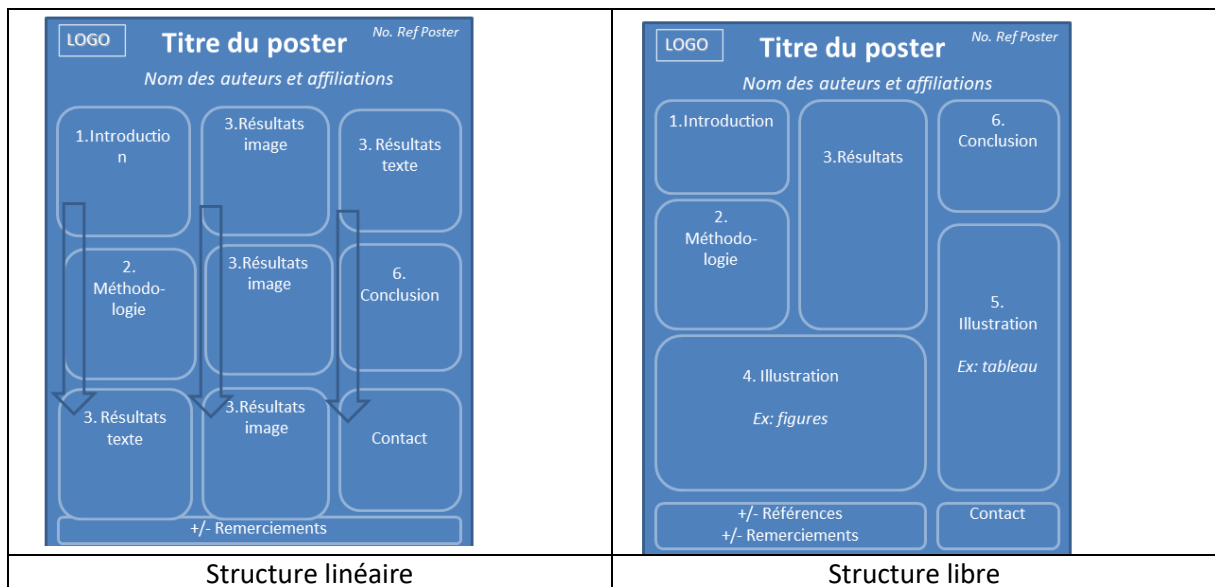 LOGO
Titre du poster
No. Ref Poster
Nom des auteurs et affiliations
1.Introductio
n
2.
Méthodo-
logie
3. Résultats
texte
3.Résultats
image
3.Résultats
image
3.Résultats
image
3. Résultats
texte
6.
Conclusion
Contact
+/- Remerciements
Structure linéaire
LOGO
Titre du poster
No. Ref Poster
Nom des auteurs et affiliations
1.Introduction
2.
Méthodo-
logie
3.Résultats
4. Illustration
Ex: figures
6.
Conclusion
5.
Illustration
Ex: tableau
+/- Références
+/- Remerciements
Contact
Structure libre